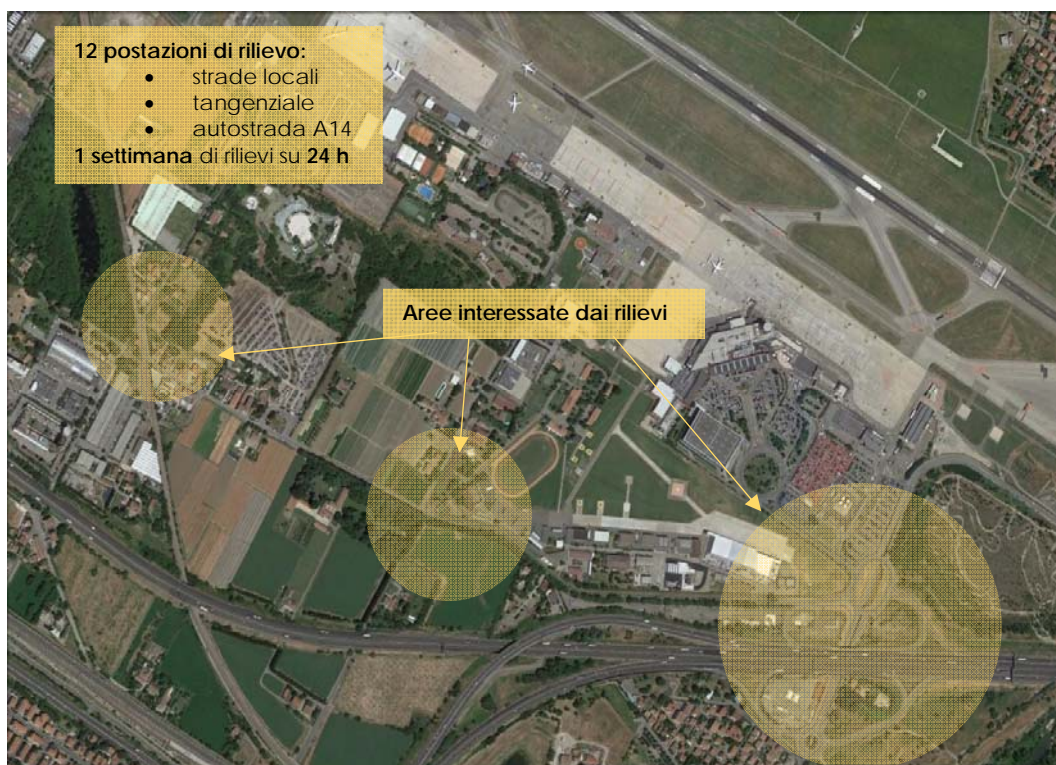 12 postazioni di rilievo:
• strade locali
• tangenziale
• autostrada A14
1 settimana di rilievi su 24 h
Aree interessate dai rilievi